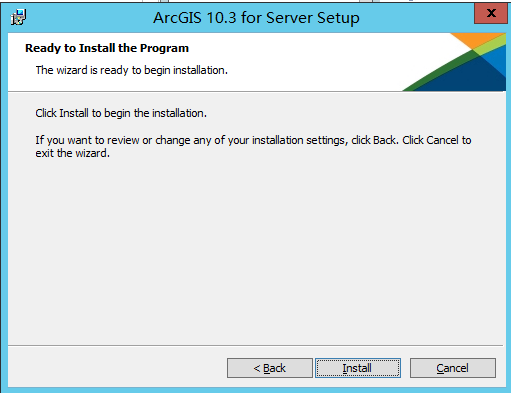 ArcGIS 10.3 for Server Setup
x
Ready to Install the Program
The wizard is ready to begin installation.
Click Install to begin the installation.
If you want to review or change any of your installation settings, click Back. Click Cancel to
exit the wizard.
< Back
Install
Cancel